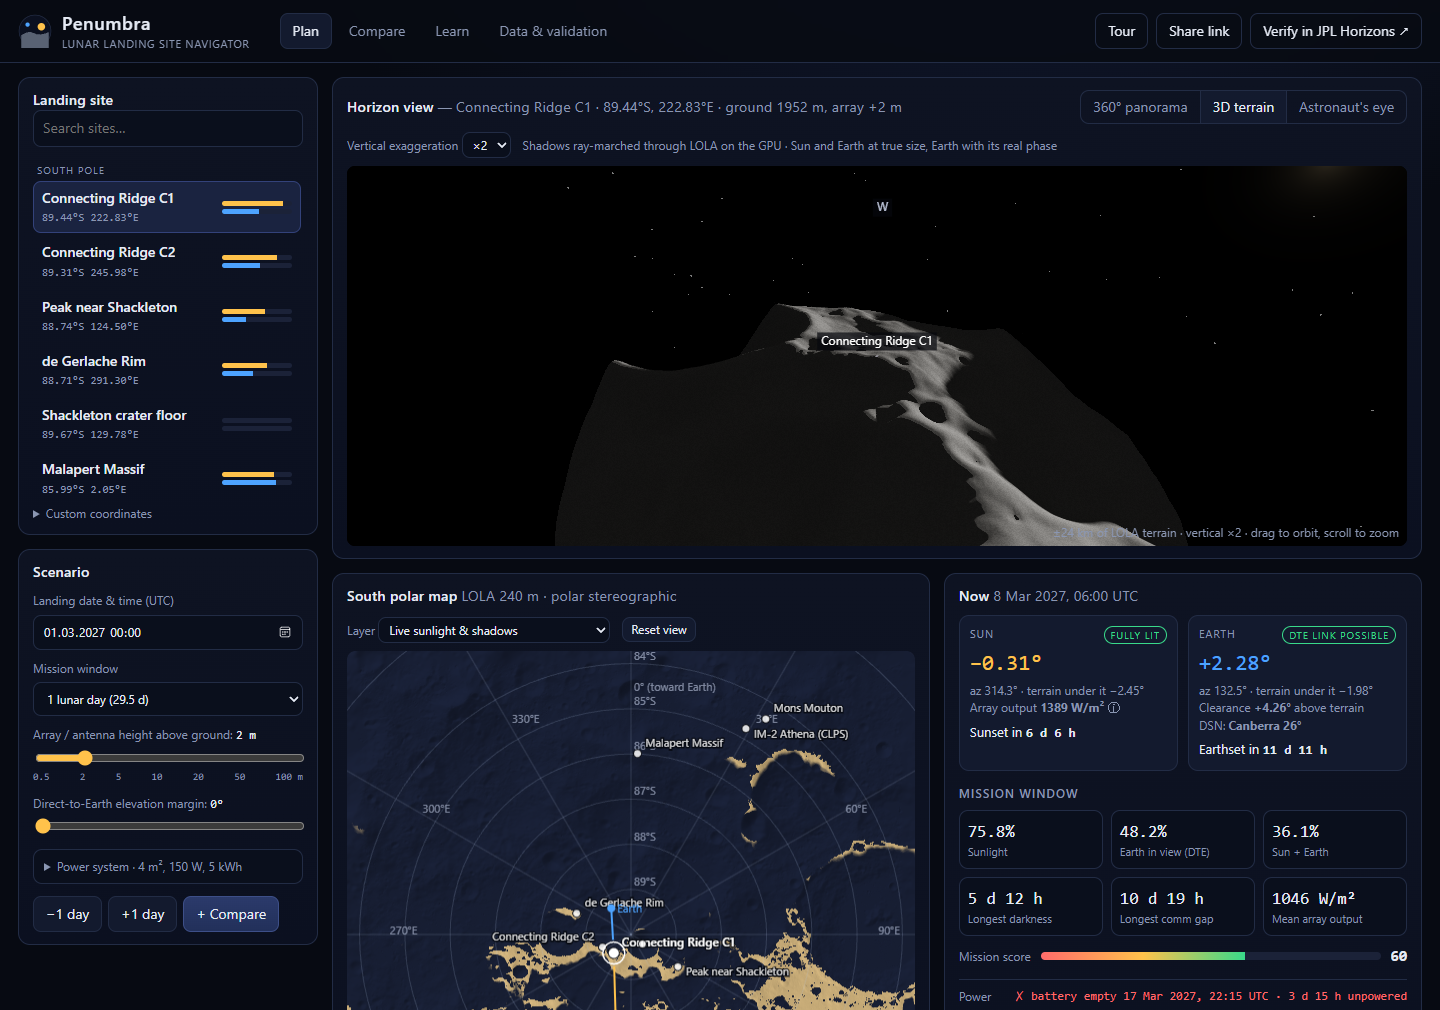 Penumbra
LUNAR LANDING SITE NAVIGATOR
Plan
Compare
Learn
Data & validation
Tour
Share link
Verify in JPL Horizons ↗
Landing site
Search sites...
SOUTH POLE
Connecting Ridge C1
89.44°S 222.83°E
Connecting Ridge C2
89.31°S 245.98°E
Peak near Shackleton
88.74°S 124.50°E
de Gerlache Rim
88.71°S 291.30°E
Shackleton crater floor
89.67°S 129.78°E
Malapert Massif
85.99°S 2.05°E
Custom coordinates
Scenario
Landing date & time (UTC)
01.03.2027 00:00
Mission window
1 lunar day (29.5 d)
Array / antenna height above ground: 2 m
0.5 2 5 10 20 50 100 m
Direct-to-Earth elevation margin: 0°
Power system · 4 m², 150 W, 5 kWh
−1 day
+1 day
+ Compare
Horizon view — Connecting Ridge C1 · 89.44°S, 222.83°E · ground 1952 m, array +2 m
360° panorama
3D terrain
Astronaut's eye
Vertical exaggeration ×2 Shadows ray-marched through LOLA on the GPU · Sun and Earth at true size, Earth with its real phase
W
Connecting Ridge C1
LOLA terrain · vertical ×2 · drag to orbit, scroll to zoom
South polar map LOLA 240 m · polar stereographic
Layer Live sunlight & shadows
Reset view
84°S
0° (toward Earth)
85°S
330°E
Mons Mouton
IM-2 Athena (CLPS)
Malapert Massif
87°S
300°E
60°E
88°S
89°S
de Gerlache Rim
Earth
270°E
90°E
Connecting Ridge C2
Connecting Ridge C1
Peak near Shackleton
Now 8 Mar 2027, 06:00 UTC
SUN
FULLY LIT
−0.31°
az 314.3° · terrain under it −2.45°
Array output 1389 W/m² ⓘ
Sunset in 6 d 6 h
EARTH
DTE LINK POSSIBLE
+2.28°
az 132.5° · terrain under it −1.98°
Clearance +4.26° above terrain
DSN: Canberra 26°
Earthset in 11 d 11 h
MISSION WINDOW
75.8%
Sunlight
48.2%
Earth in view (DTE)
36.1%
Sun + Earth
5 d 12 h
Longest darkness
10 d 19 h
Longest comm gap
1046 W/m²
Mean array output
Mission score 60
Power ✗ battery empty 17 Mar 2027, 22:15 UTC · 3 d 15 h unpowered